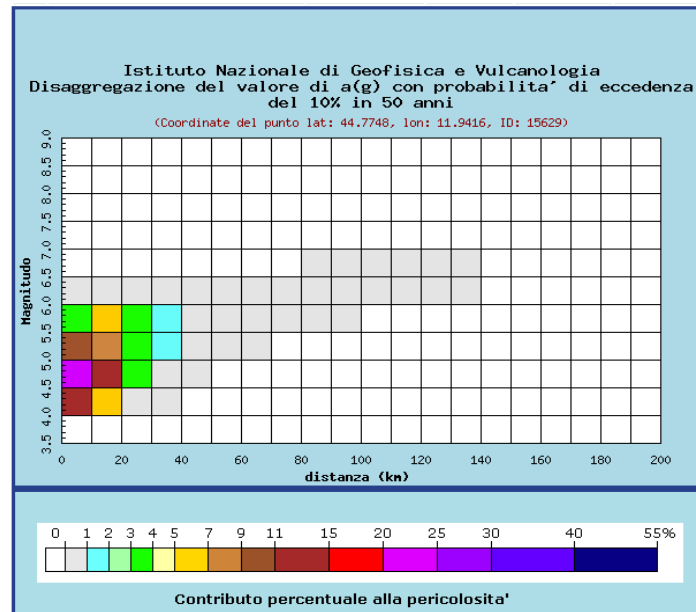 Istituto Nazionale di Geofisica e Vulcanologia
Disaggregazione del valore di a(g) con probabilita' di eccedenza
del 10% in 50 anni
(Coordinate del punto lat: 44.7748, lon: 11.9416, ID: 15629)
9.0
8.5
8.0
7.5
7.0
6.5
6.0
5.5
5.0
4.5
4.0
3.5
Magnitudo
0 20 40 60 80 100 120 140 160 180 200
distanza (km)
0 1 2 3 4 5 7 9 11 15 20 25 30 40 55%
Contributo percentuale alla pericolosita'